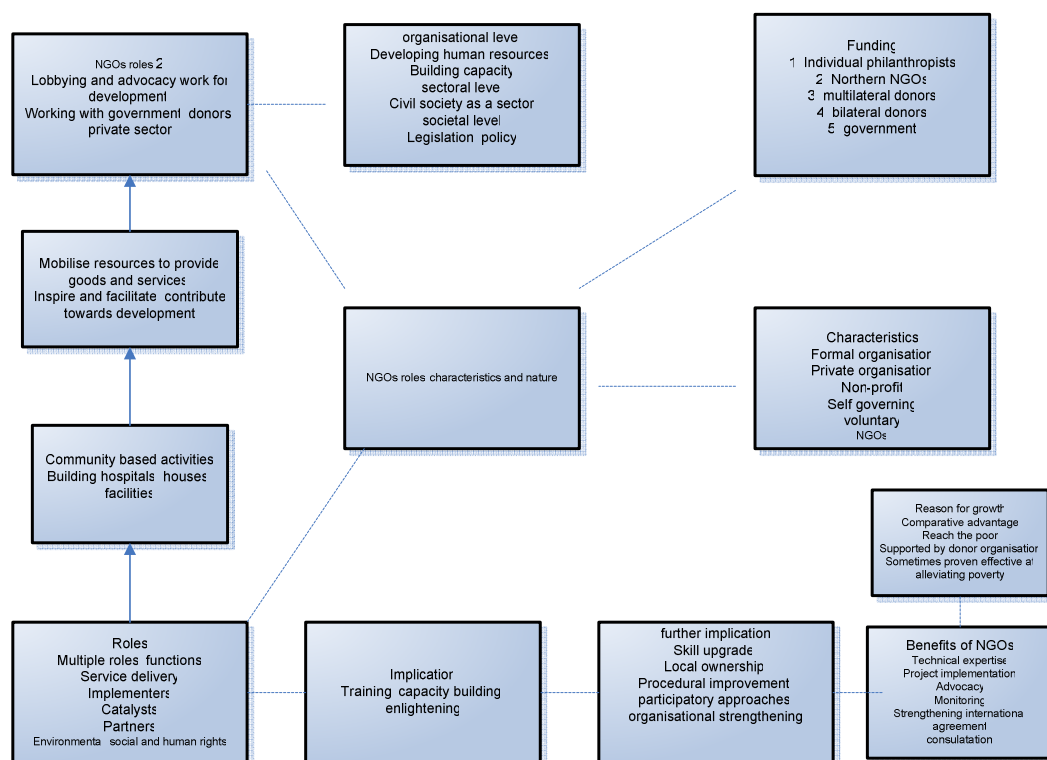 NGOs roles 2
Lobbying and advocacy work for
development
Working with government donors
private sector
organisational leve
Developing human resources
Building capacity
sectoral level
Civil society as a sector
societal level
Legislation policy
Funding
1 Individual philanthropists
2 Northern NGOs
3 multilateral donors
4 bilateral donors
5 government
Mobilise resources to provide
goods and services
Inspire and facilitate contribute
towards development
NGOs roles characteristics and nature
Characteristics
Formal organisation
Private organisation
Non-profit
Self governing
voluntary
NGOs
Community based activities
Building hospitals houses
facilities
Reason for growth
Comparative advantage
Reach the poor
Supported by donor organisation
Sometimes proven effective at
alleviating poverty
Roles
Multiple roles functions
Service delivery
Implementers
Catalysts
Partners
Environmental social and human rights
Implication
Training capacity building
enlightening
further implication
Skill upgrade
Local ownership
Procedural improvement
participatory approaches
organisational strengthening
Benefits of NGOs
Technical expertise
Project implementation
Advocacy
Monitoring
Strengthening international
agreement
consulatation